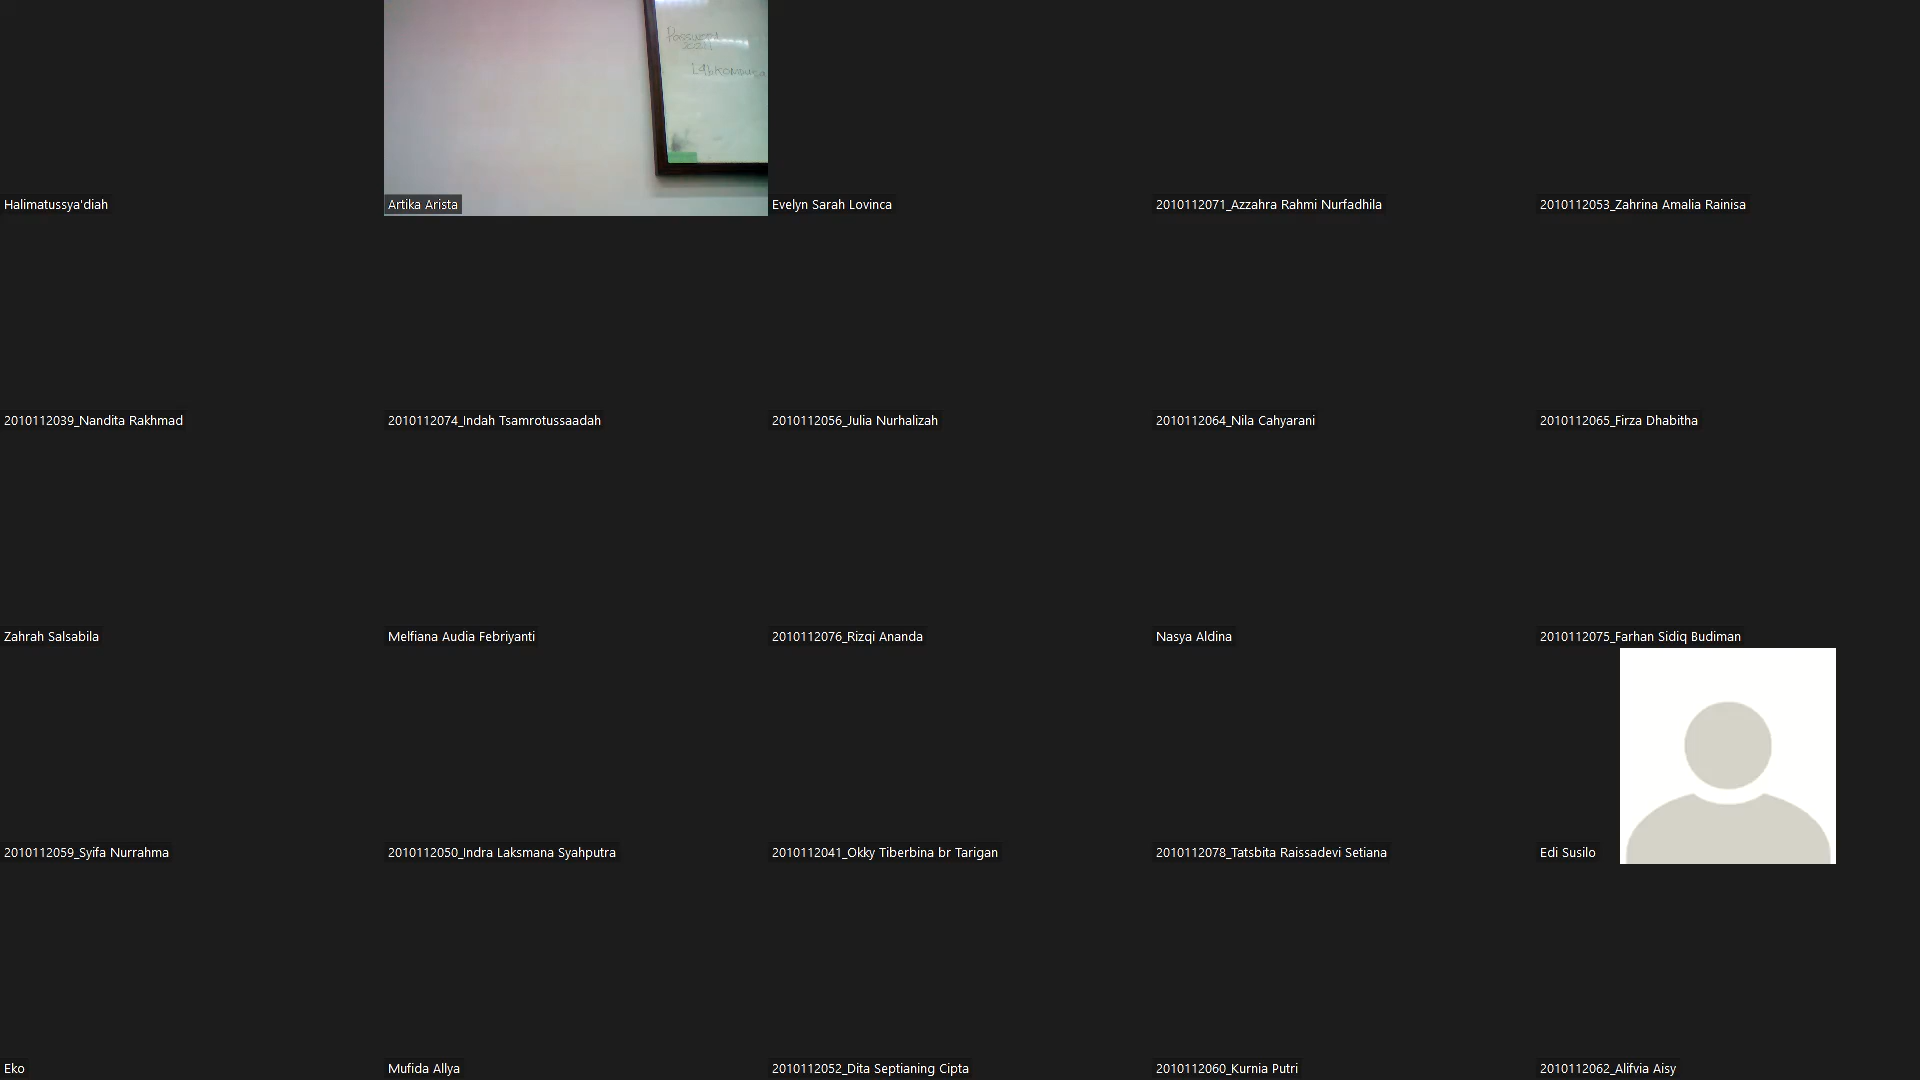 Password
Halimatussya'diah
Artika Arista
Evelyn Sarah Lovinca
2010112071_Azzahra Rahmi Nurfadhila
2010112053_Zahrina Amalia Rainisa
2010112039_Nandita Rakhmad
2010112074_Indah Tsamrotussaadah
2010112056_Julia Nurhalizah
2010112064_Nila Cahyarani
2010112065_Firza Dhabitha
Zahrah Salsabila
Melfiana Audia Febriyanti
2010112076_Rizqi Ananda
Nasya Aldina
2010112075_Farhan Sidiq Budiman
2010112059_Syifa Nurrahma
2010112050_Indra Laksmana Syahputra
2010112041_Okky Tiberbina br Tarigan
2010112078_Tatsbita Raissadevi Setiana
Edi Susilo
Eko
Mufida Allya
2010112052_Dita Septianing Cipta
2010112060_Kurnia Putri
2010112062_Alifvia Aisy